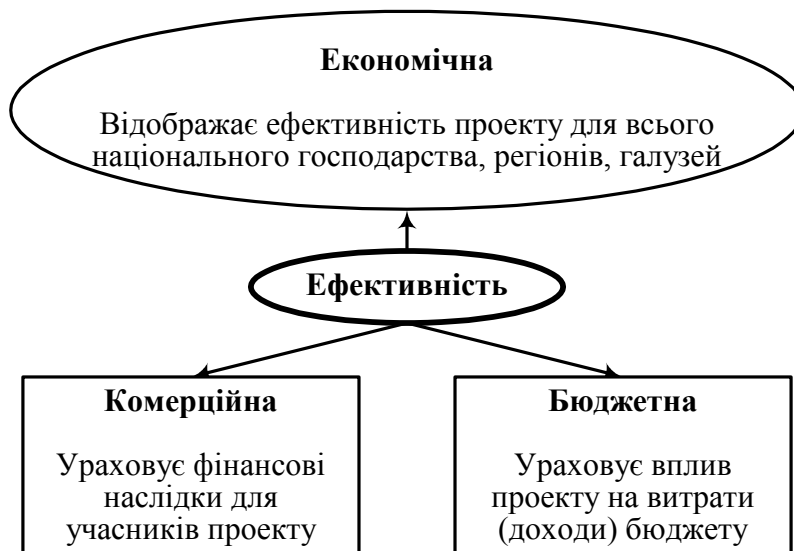 Економічна
Відображає ефективність проекту для всього
національного господарства, регіонів, галузей
Ефективність
Комерційна
Ураховує фінансові
наслідки для
учасників проекту
Бюджетна
Ураховує вплив
проекту на витрати
(доходи) бюджету